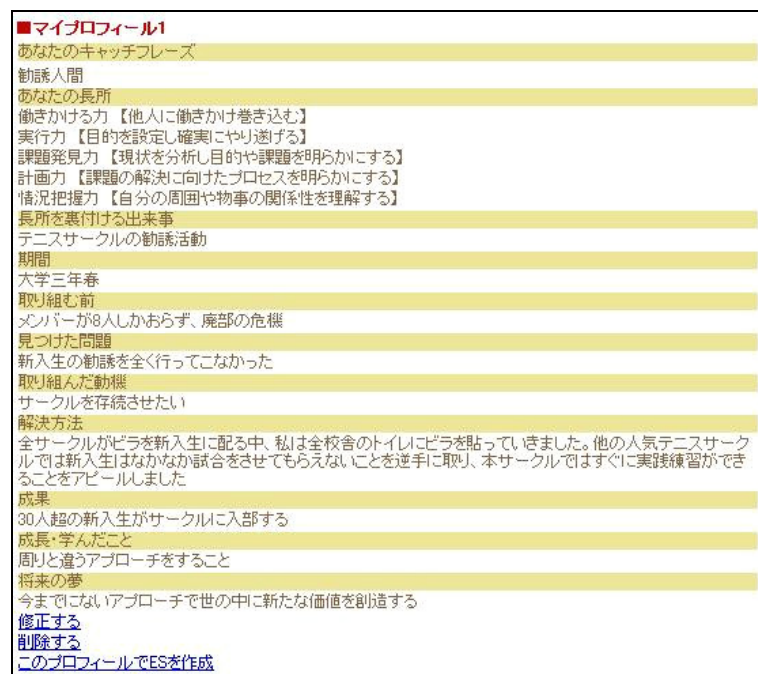 ■マイプロフィール1
あなたのキャッチフレーズ
勧誘人間
あなたの長所
働きかける力 【他人に働きかけ巻き込む】
実行力 【目的を設定し確実にやり遂げる】
課題発見力 【現状を分析し目的や課題を明らかにする】
計画力 【課題の解決に向けたプロセスを明らかにする】
情況把握力 【自分の周囲や物事の関係性を理解する】
長所を裏付ける出来事
テニスサークルの勧誘活動
期間
大学三年春
取り組む前
メンバーが8人しかおらず、廃部の危機
見つけた問題
新入生の勧誘を全く行ってこなかった
取り組んだ動機
サークルを存続させたい
解決方法
全サークルがビラを新入生に配る中、私は全校舎のトイレにビラを貼っていきました。他の人気テニスサーク
ルでは新入生はなかなか試合をさせてもらえないことを逆手に取り、本サークルではすぐに実践練習ができ
ることをアピールしました
成果
30人超の新入生がサークルに入部する
成長・学んだこと
周りと違うアプローチをすること
将来の夢
今までにないアプローチで世の中に新たな価値を創造する
修正する
削除する
このプロフィールでESを作成